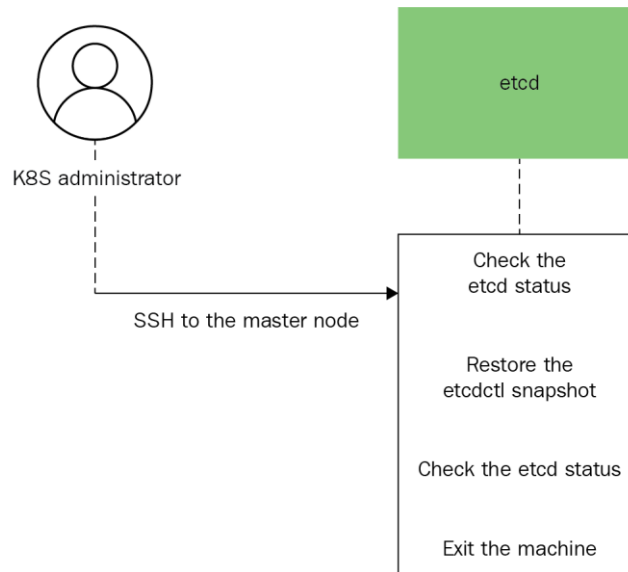 etcd
K8S administrator
SSH to the master node
Check the
etcd status
Restore the
etcdctl snapshot
Check the etcd status
Exit the machine